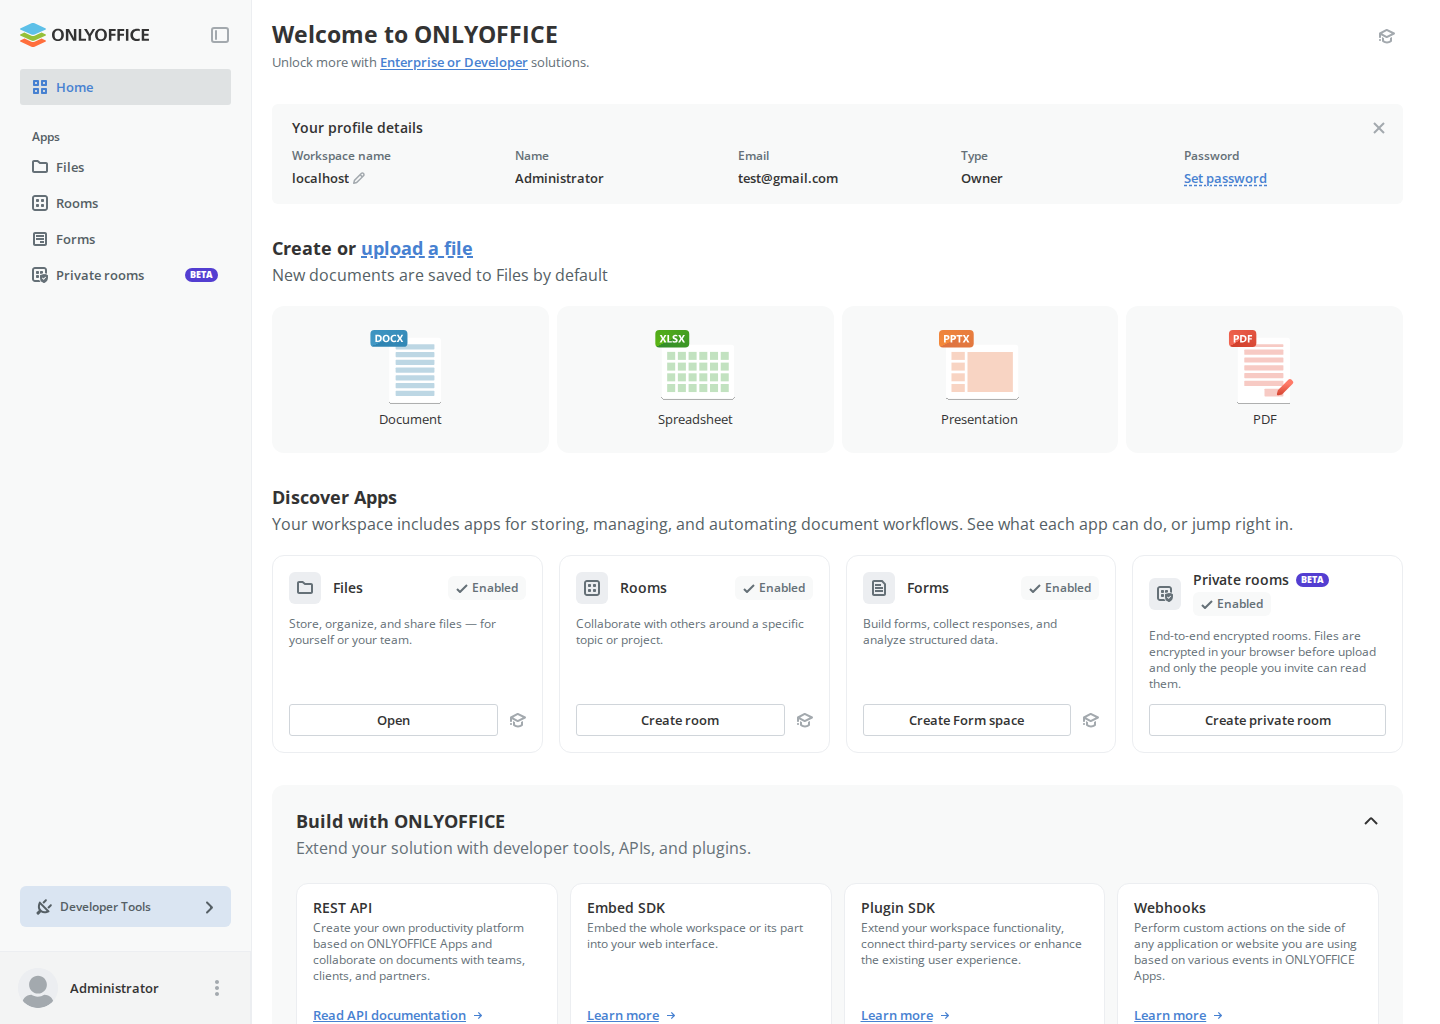 ONLYOFFICE
Home
Apps
Files
Rooms
Forms
Private rooms BETA
Developer Tools
Administrator
Welcome to ONLYOFFICE
Unlock more with Enterprise or Developer solutions.
Your profile details
Workspace name Name Email Type Password
localhost Administrator test@gmail.com Owner Set password
Create or upload a file
New documents are saved to Files by default
DOCX XLSX PPTX PDF
Document Spreadsheet Presentation PDF
Discover Apps
Your workspace includes apps for storing, managing, and automating document workflows. See what each app can do, or jump right in.
Files Enabled
Store, organize, and share files — for
yourself or your team.
Open
Rooms Enabled
Collaborate with others around a specific
topic or project.
Create room
Forms Enabled
Build forms, collect responses, and
analyze structured data.
Create Form space
Private rooms BETA
Enabled
End-to-end encrypted rooms. Files are
encrypted in your browser before upload
and only the people you invite can read
them.
Create private room
Build with ONLYOFFICE
Extend your solution with developer tools, APIs, and plugins.
REST API
Create your own productivity platform
based on ONLYOFFICE Apps and
collaborate on documents with teams,
clients, and partners.
Read API documentation
Embed SDK
Embed the whole workspace or its part
into your web interface.
Learn more
Plugin SDK
Extend your workspace functionality,
connect third-party services or enhance
the existing user experience.
Learn more
Webhooks
Perform custom actions on the side of
any application or website you are using
based on various events in ONLYOFFICE
Apps.
Learn more